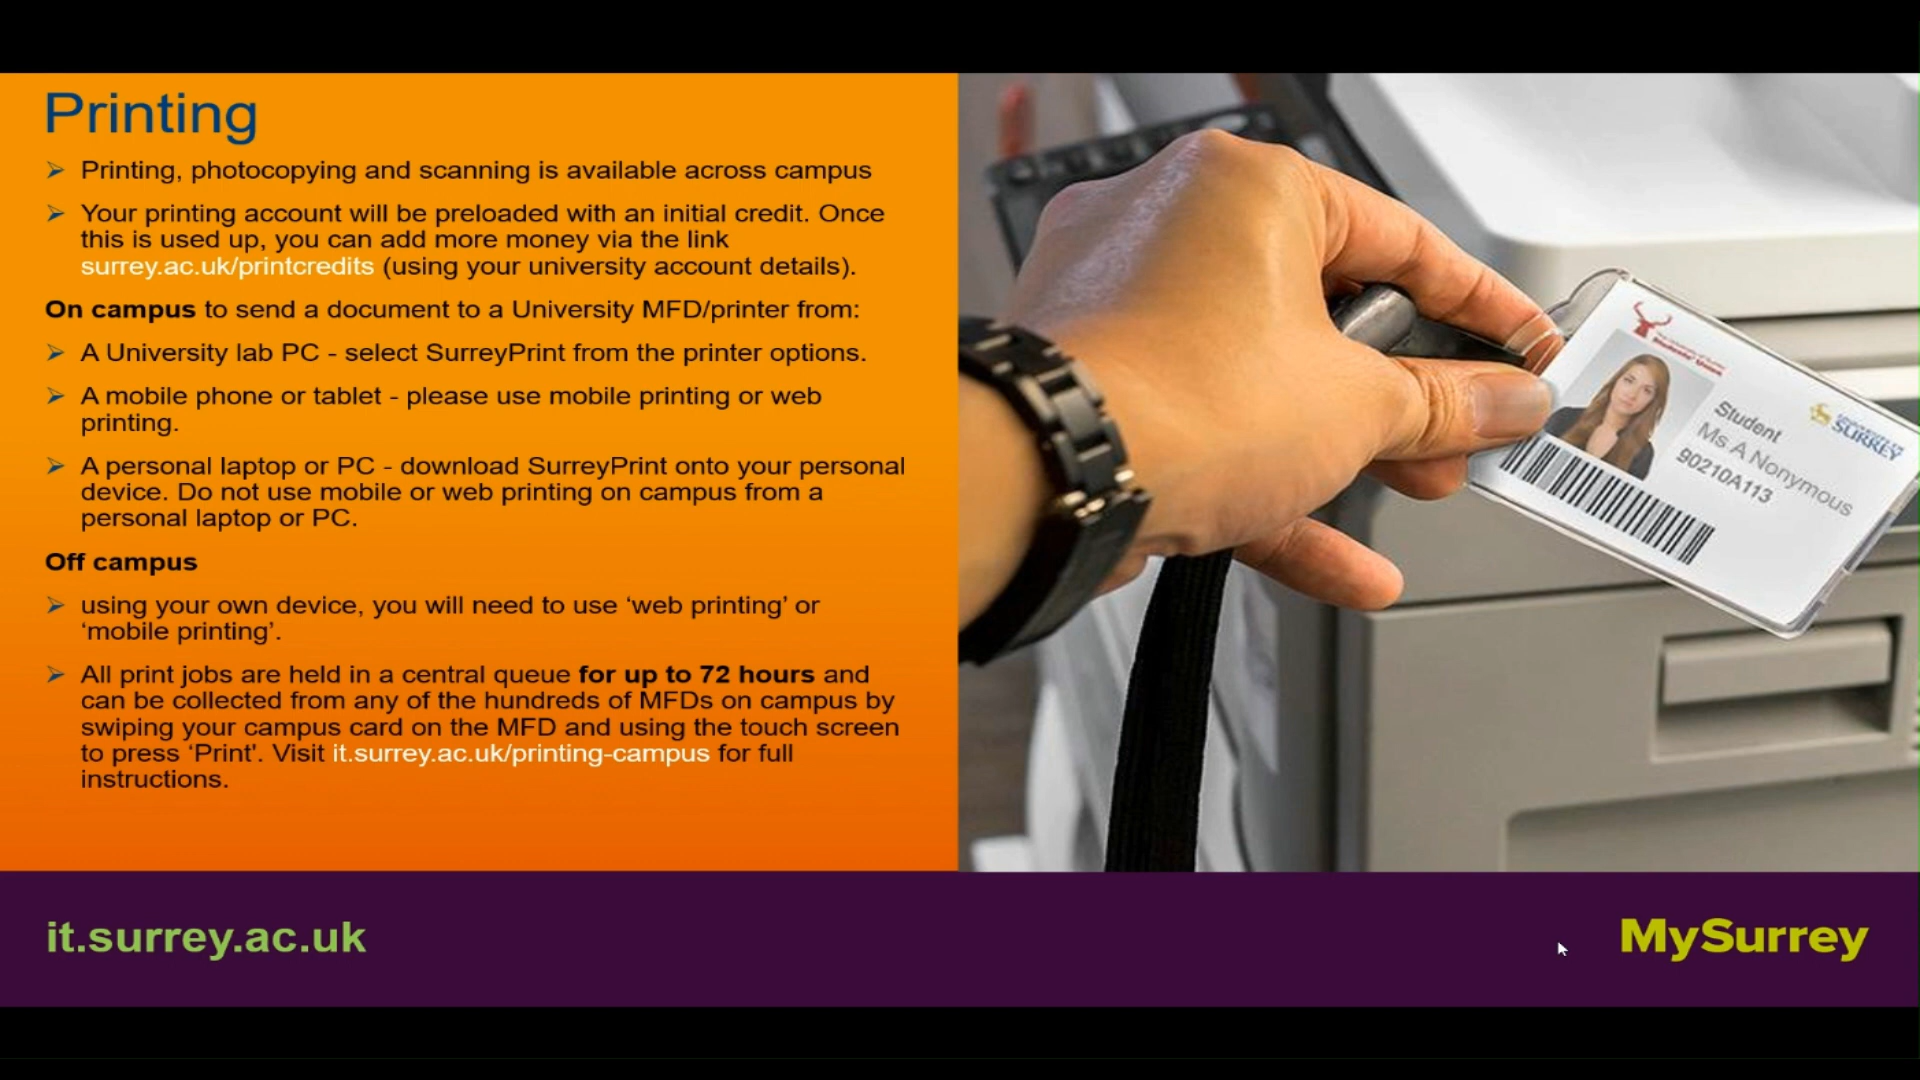 Printing
➢ Printing, photocopying and scanning is available across campus
➢ Your printing account will be preloaded with an initial credit. Once
this is used up, you can add more money via the link
surrey.ac.uk/printcredits (using your university account details).
On campus to send a document to a University MFD/printer from:
➢ A University lab PC - select SurreyPrint from the printer options.
➢ A mobile phone or tablet - please use mobile printing or web
printing.
➢ A personal laptop or PC - download SurreyPrint onto your personal
device. Do not use mobile or web printing on campus from a
personal laptop or PC.
Off campus
➢ using your own device, you will need to use ‘web printing’ or
‘mobile printing’.
➢ All print jobs are held in a central queue for up to 72 hours and
can be collected from any of the hundreds of MFDs on campus by
swiping your campus card on the MFD and using the touch screen
to press ‘Print’. Visit it.surrey.ac.uk/printing-campus for full
instructions.
Students' Union
UNIVERSITY OF
SURREY
Student
Ms A Nonymous
90210A113
it.surrey.ac.uk
MySurrey